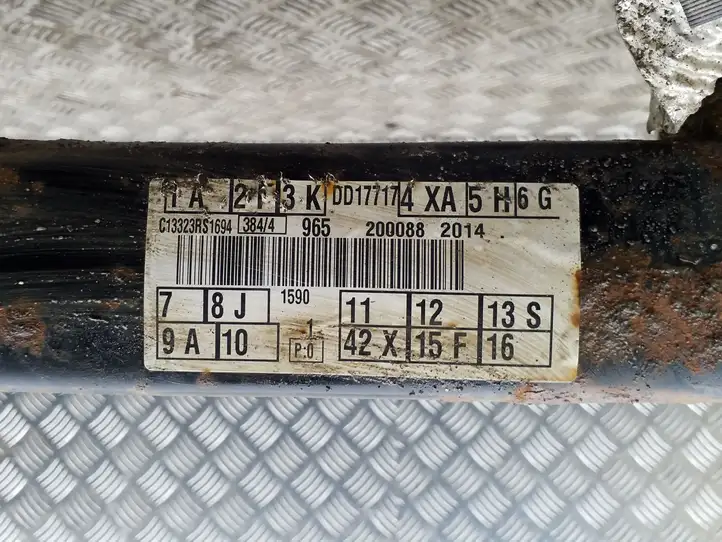 1 A 2 F 3 K DD17717 4 XA 5 H 6 G
C13323RS1694 384/4 965 200088 2014
7 8 J 1590 11 12 13 S
9 A 10 1 P:0 42 X 15 F 16